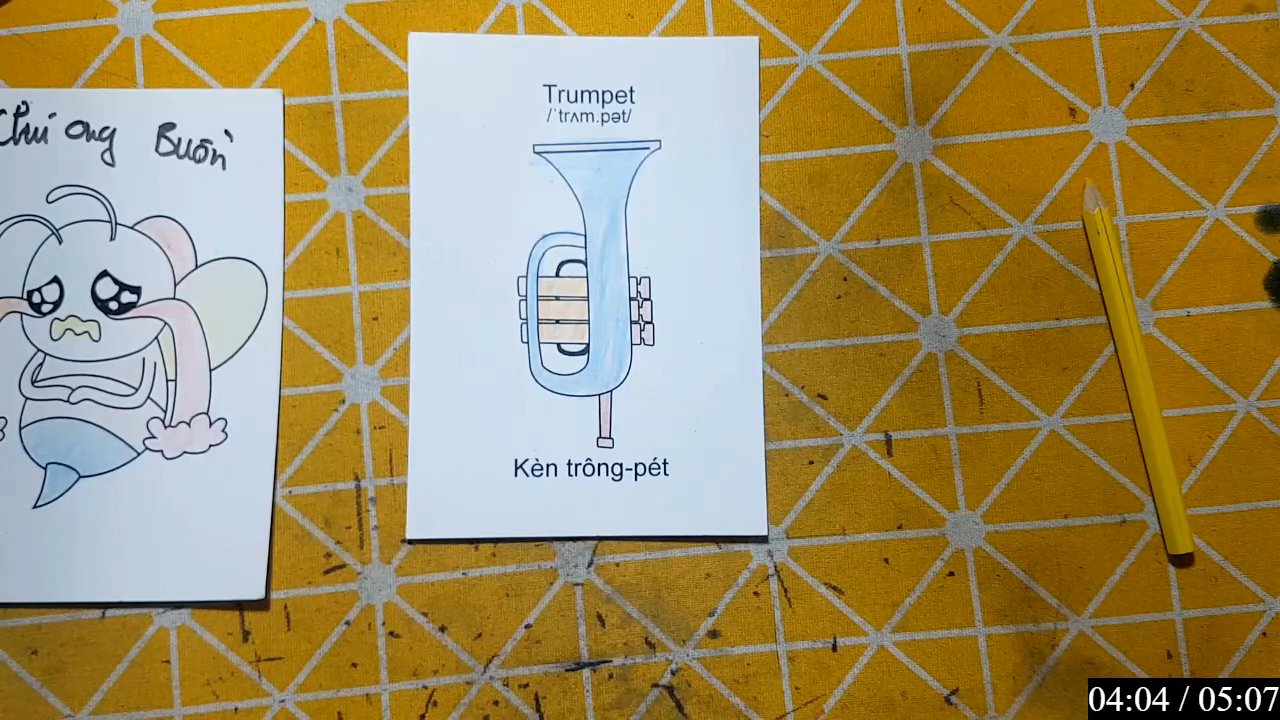 Chú ong Buồn
Trumpet
/ˈtrʌm.pət/
Kèn trông-pét
04:04 / 05:07